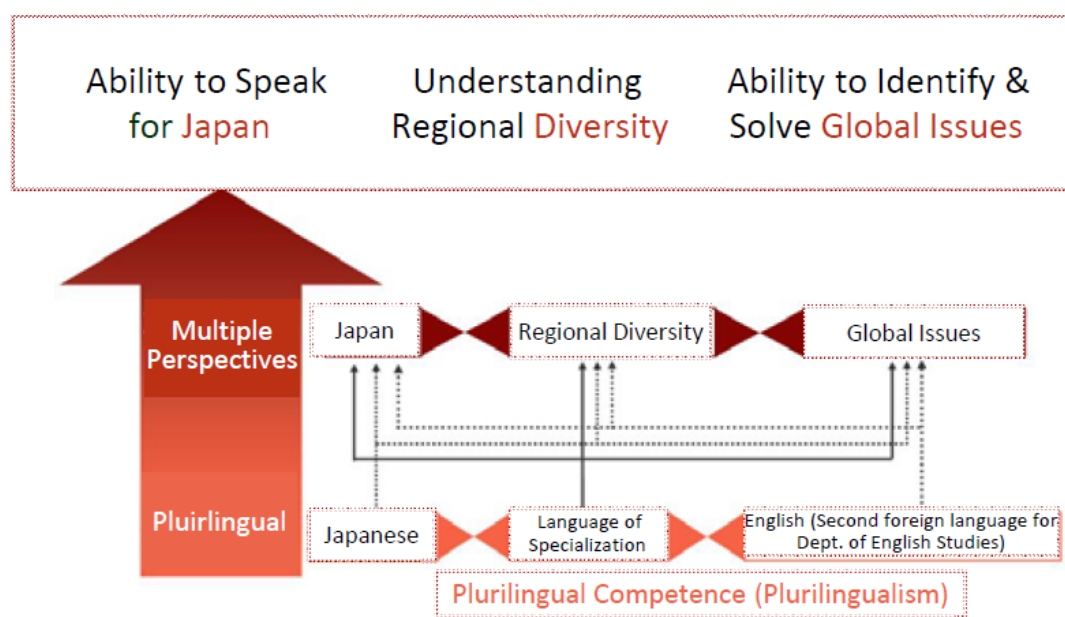 Ability to Speak
for Japan
Understanding
Regional Diversity
Ability to Identify &
Solve Global Issues
Multiple
Perspectives
Japan
Regional Diversity
Global Issues
Pluirlingual
Japanese
Language of
Specialization
English (Second foreign language for
Dept. of English Studies)
Plurilingual Competence (Plurilingualism)